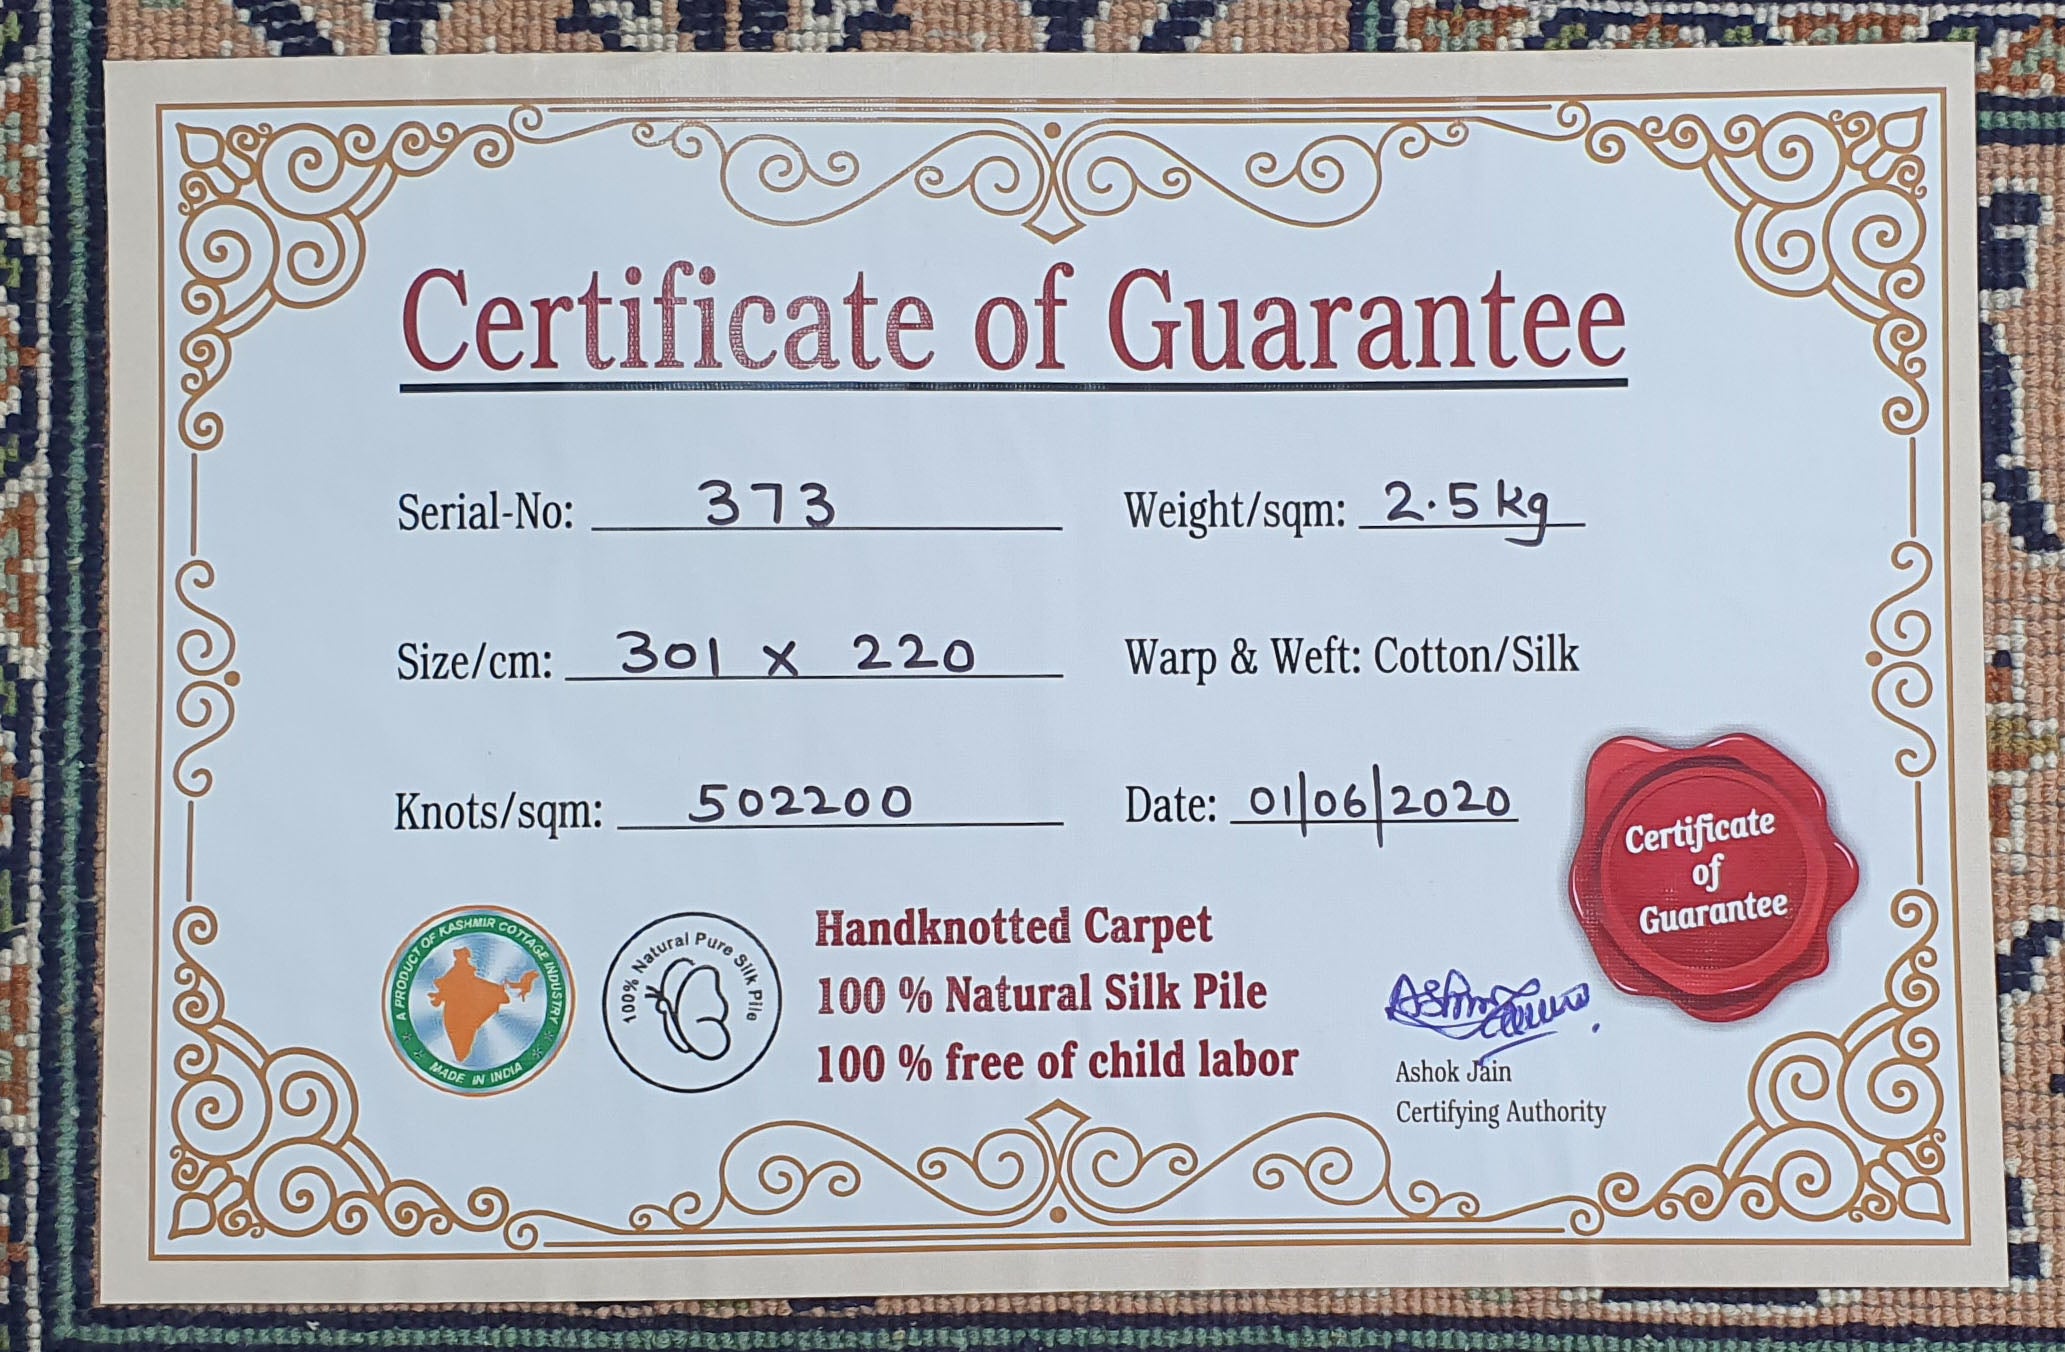 Certificate of Guarantee
Serial-No: 373
Weight/sqm: 2.5 kg
Size/cm: 301 x 220
Warp & Weft: Cotton/Silk
Knots/sqm: 502200
Date: 01/06/2020
Certificate
of
Guarantee
A PRODUCT OF KASHMIR COTTAGE INDUSTRY
MADE IN INDIA
100% Natural Pure Silk Pile
Handknotted Carpet
100 % Natural Silk Pile
100 % free of child labor
Ashok Jain
Certifying Authority